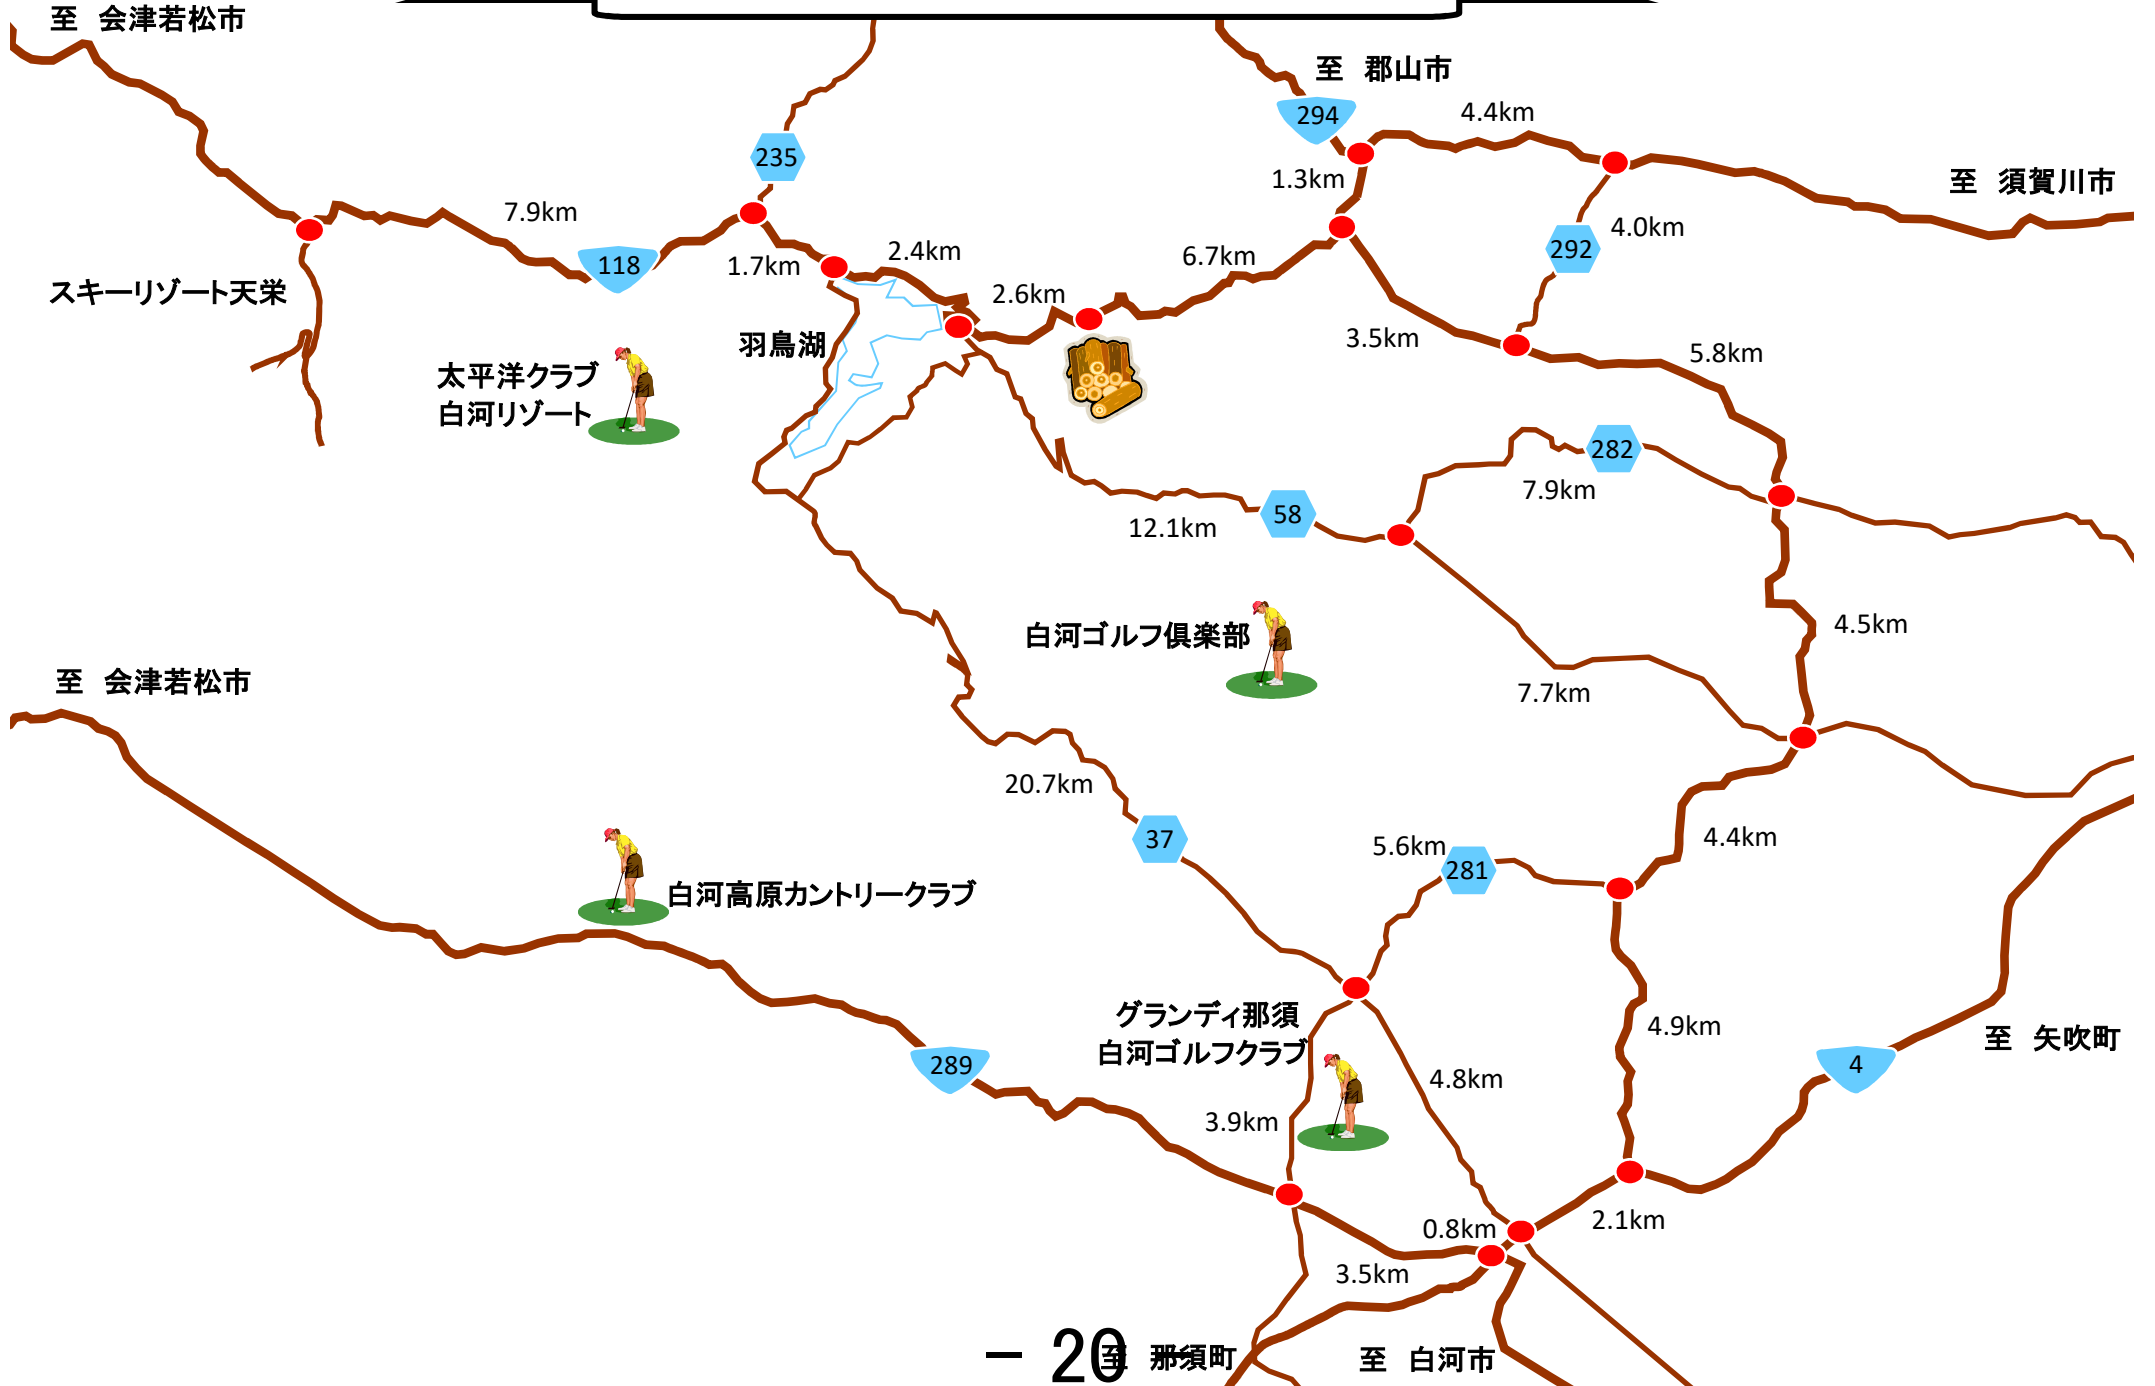 至　会津若松市
至　郡山市
294
4.4km
235
1.3km
至　須賀川市
7.9km
292
4.0km
118
1.7km
2.4km
6.7km
スキーリゾート天栄
2.6km
羽鳥湖
3.5km
5.8km
太平洋クラブ
白河リゾート
282
7.9km
58
12.1km
4.5km
白河ゴルフ倶楽部
至　会津若松市
7.7km
20.7km
37
5.6km
281
4.4km
白河高原カントリークラブ
グランディ那須
白河ゴルフクラブ
4.9km
至　矢吹町
289
4
4.8km
3.9km
0.8km
2.1km
3.5km
－ 20 －
至　那須町
至　白河市